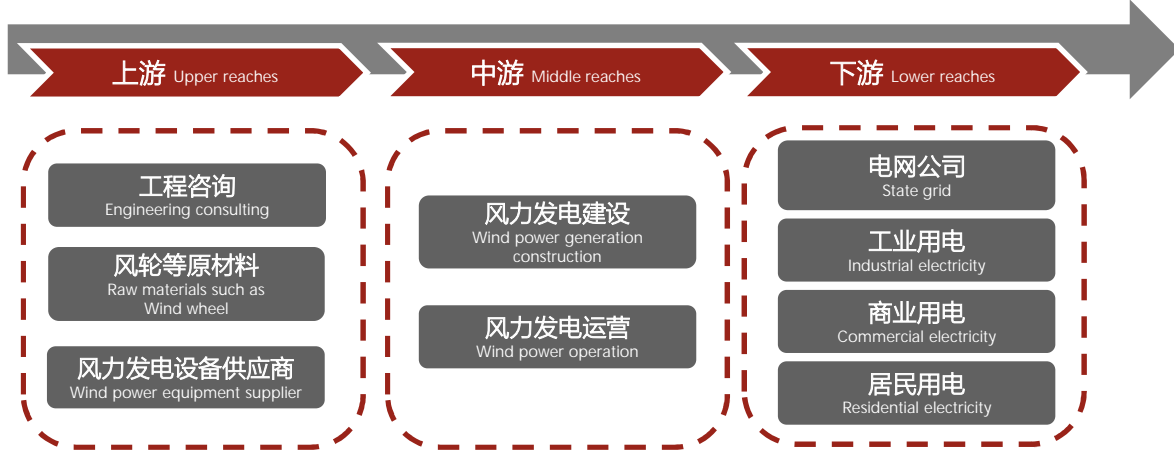 上游 Upper reaches
中游 Middle reaches
下游 Lower reaches
工程咨询
Engineering consulting
风轮等原材料
Raw materials such as
Wind wheel
风力发电设备供应商
Wind power equipment supplier
风力发电建设
Wind power generation
construction
风力发电运营
Wind power operation
电网公司
State grid
工业用电
Industrial electricity
商业用电
Commercial electricity
居民用电
Residential electricity